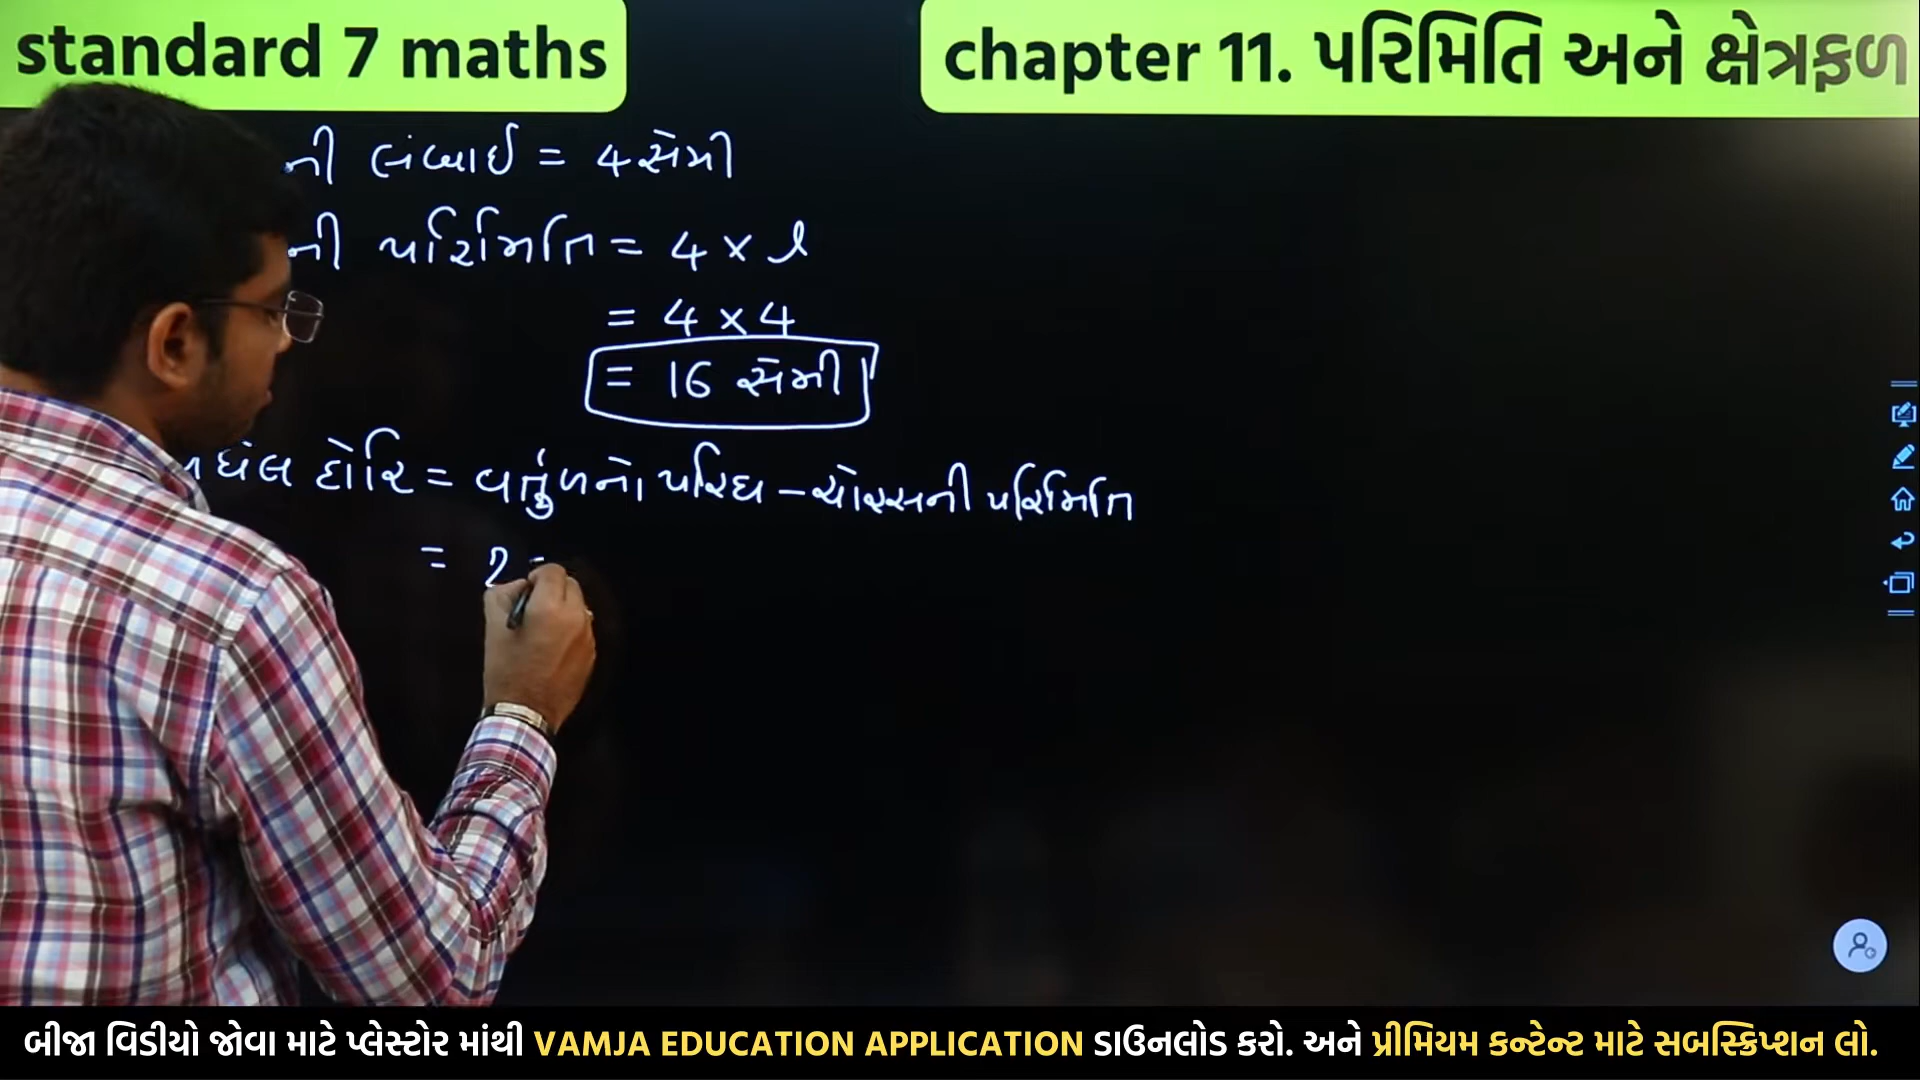 standard 7 maths
chapter 11. પરિમિતિ અને ક્ષેત્રફળ
ની લંબાઈ = 4 સેમી
ની પરિમિતિ = 4 × l
= 4 × 4
= 16 સેમી
ધેલ દોરિ = વર્તુળનો પરિઘ - ચોરસની પરિમિતિ
= 2
બીજા વિડીયો જોવા માટે પ્લેસ્ટોર માંથી VAMJA EDUCATION APPLICATION ડાઉનલોડ કરો. અને પ્રીમિયમ કન્ટેન્ટ માટે સબસ્ક્રિપ્શન લો.